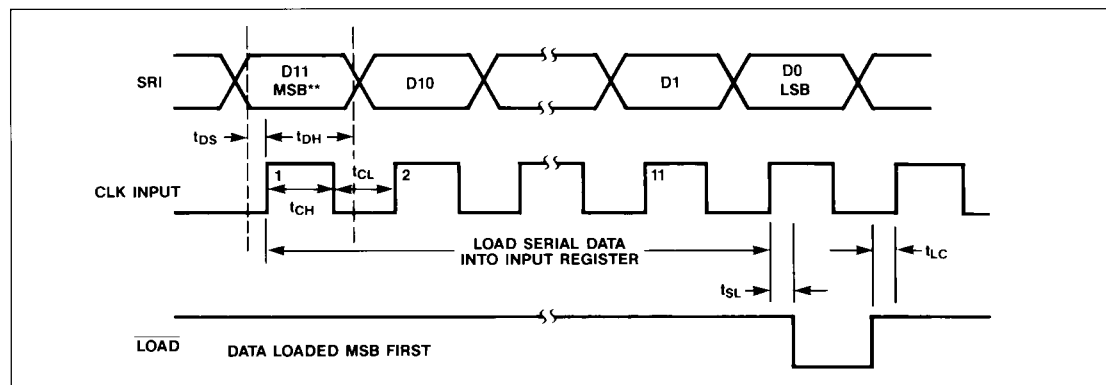 SRI
D11
MSB**
D10
D1
D0
LSB
tDS
tDH
CLK INPUT
1
tCH
tCL
2
11
LOAD SERIAL DATA
INTO INPUT REGISTER
tLC
tSL
LOAD
DATA LOADED MSB FIRST